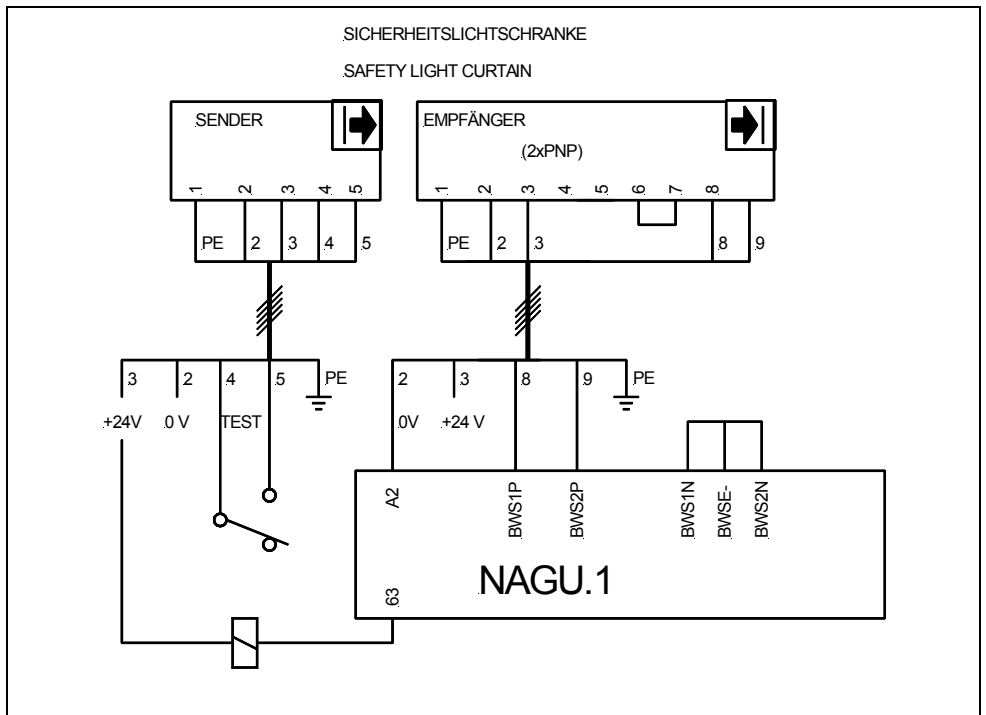 SICHERHEITSLICHTSCHRANKE
SAFETY LIGHT CURTAIN
SENDER
EMPFÄNGER
(2xPNP)
1 2 3 4 5
1 2 3 4 5 6 7 8
PE 2 3 4 5
PE 2 3 8 9
3 2 4 5 PE
2 3 8 9 PE
+24V 0 V TEST
0V +24 V
A2 BWS1P BWS2P BWS1N BWSE- BWS2N
NAGU.1
63